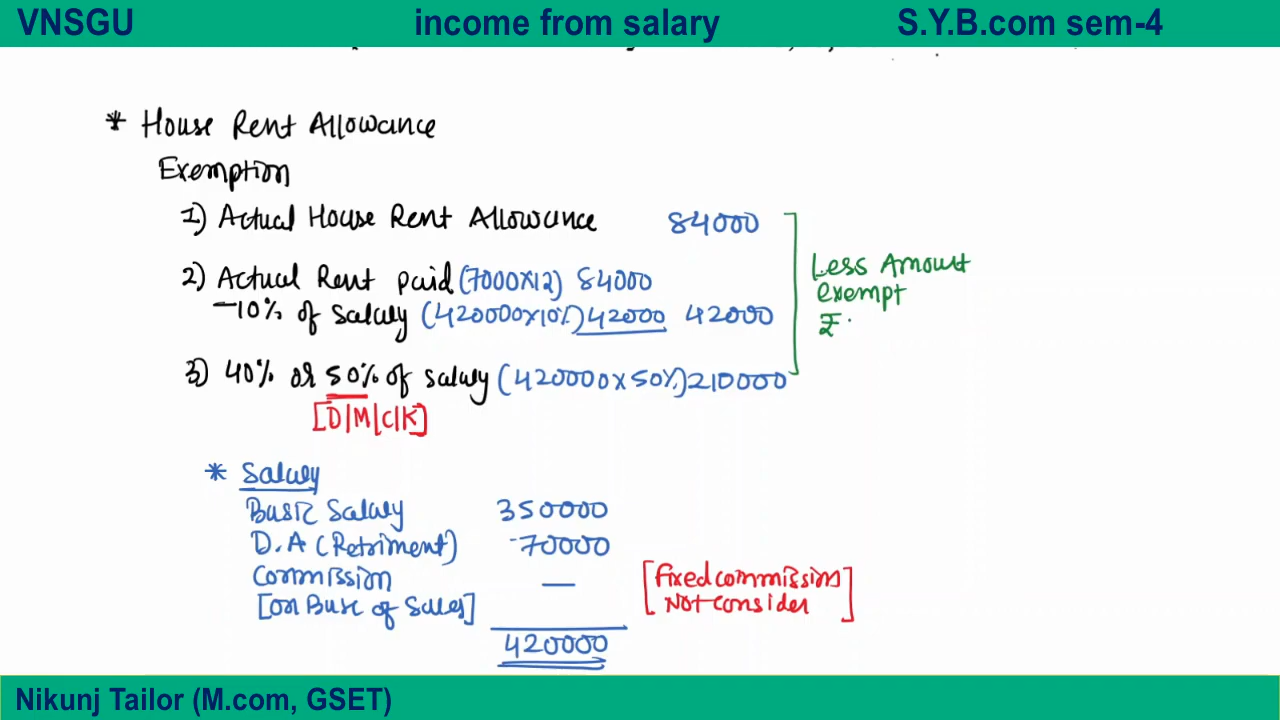 VNSGU income from salary S.Y.B.com sem-4
* House Rent Allowance
Exemption
1) Actual House Rent Allowance 84000
2) Actual Rent paid (7000x12) 84000
-10% of salary (420000x10%) 42000 42000
3) 40% or 50% of salary (420000x50%) 210000
[D|M|C|K]
Less Amount
exempt
₹
* Salary
Basic Salary 350000
D.A (Retriment) 70000
Commission —
[on Base of Sales]
[Fixed commission
Not consider]
420000
Nikunj Tailor (M.com, GSET)